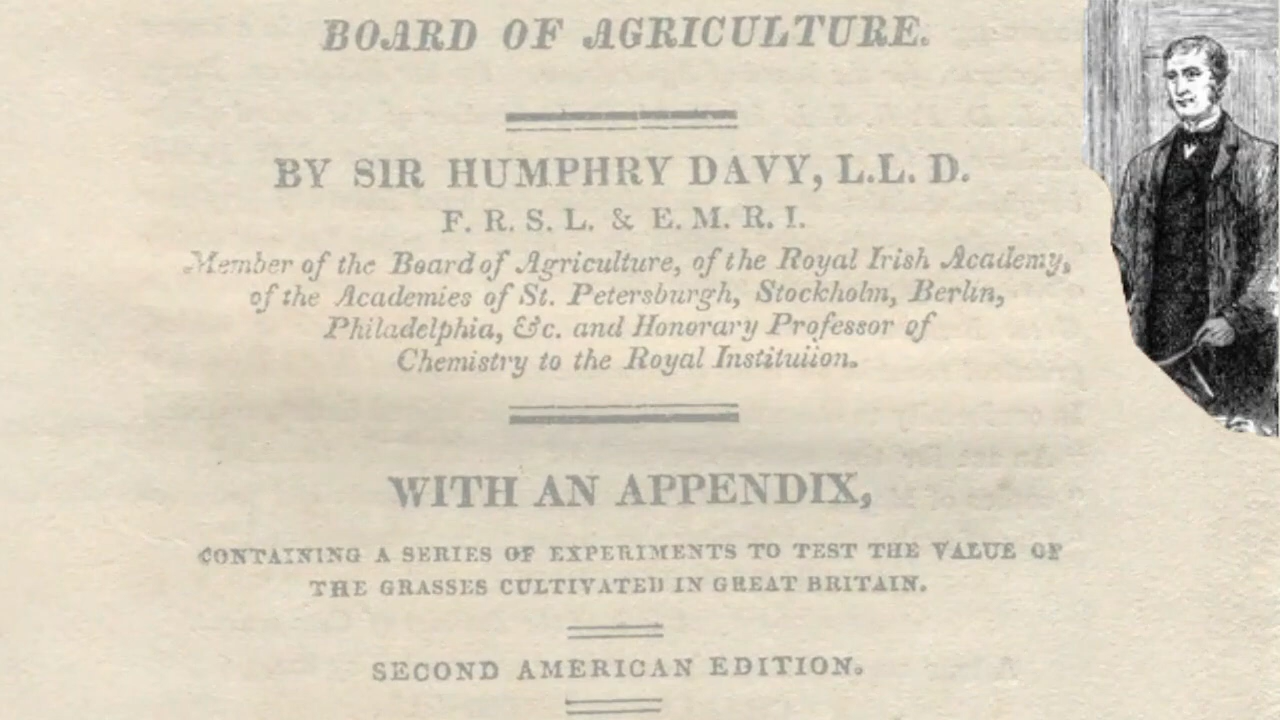 BOARD OF AGRICULTURE.
BY SIR HUMPHRY DAVY, L.L. D.
F. R. S. L. & E. M. R. I.
Member of the Board of Agriculture, of the Royal Irish Academy,
of the Academies of St. Petersburgh, Stockholm, Berlin,
Philadelphia, &c. and Honorary Professor of
Chemistry to the Royal Instituiion.
WITH AN APPENDIX,
CONTAINING A SERIES OF EXPERIMENTS TO TEST THE VALUE OF
THE GRASSES CULTIVATED IN GREAT BRITAIN.
SECOND AMERICAN EDITION.